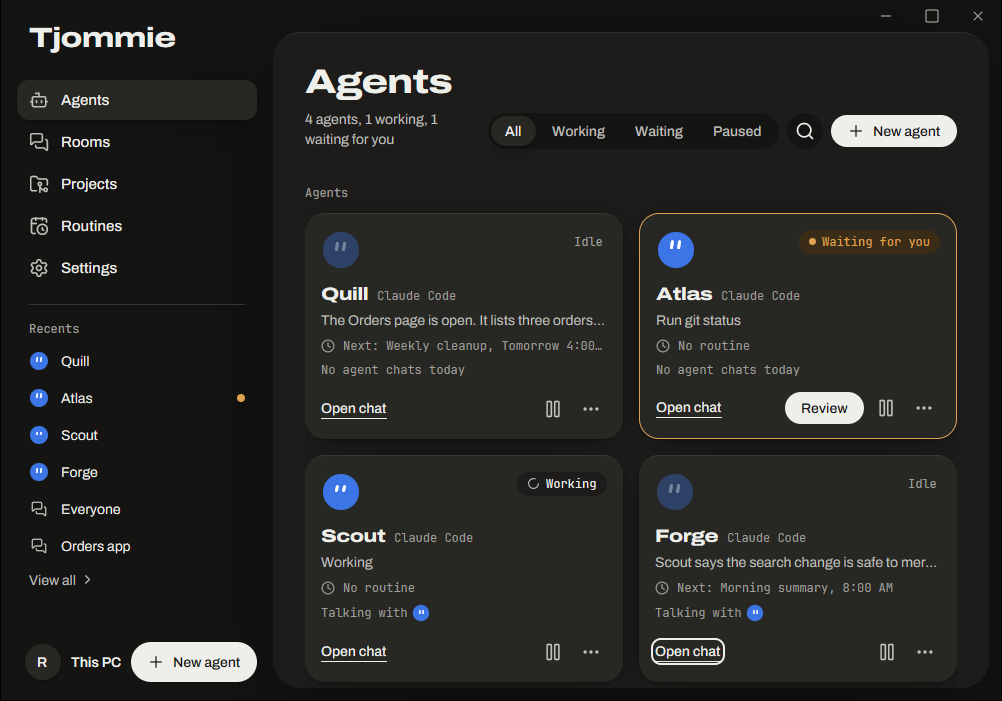 Tjommie
Agents
Rooms
Projects
Routines
Settings
Recents
Quill
Atlas
Scout
Forge
Everyone
Orders app
View all
R
This PC
New agent
Agents
4 agents, 1 working, 1
waiting for you
All
Working
Waiting
Paused
New agent
Agents
Idle
Quill Claude Code
The Orders page is open. It lists three orders...
Next: Weekly cleanup, Tomorrow 4:00…
No agent chats today
Open chat
Waiting for you
Atlas Claude Code
Run git status
No routine
No agent chats today
Open chat
Review
Working
Scout Claude Code
Working
No routine
Talking with
Open chat
Idle
Forge Claude Code
Scout says the search change is safe to mer...
Next: Morning summary, 8:00 AM
Talking with
Open chat